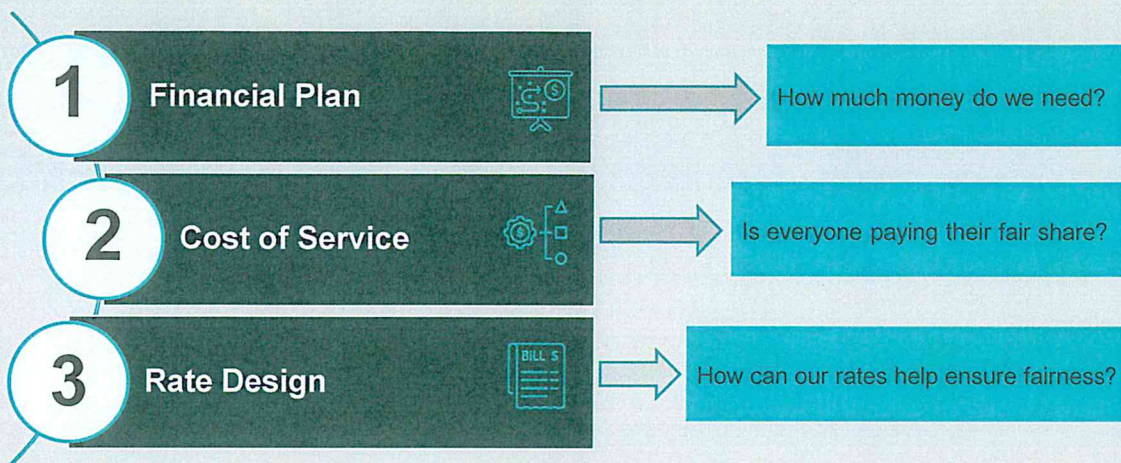 1
Financial Plan
How much money do we need?
2
Cost of Service
Is everyone paying their fair share?
3
Rate Design
BILL $
How can our rates help ensure fairness?